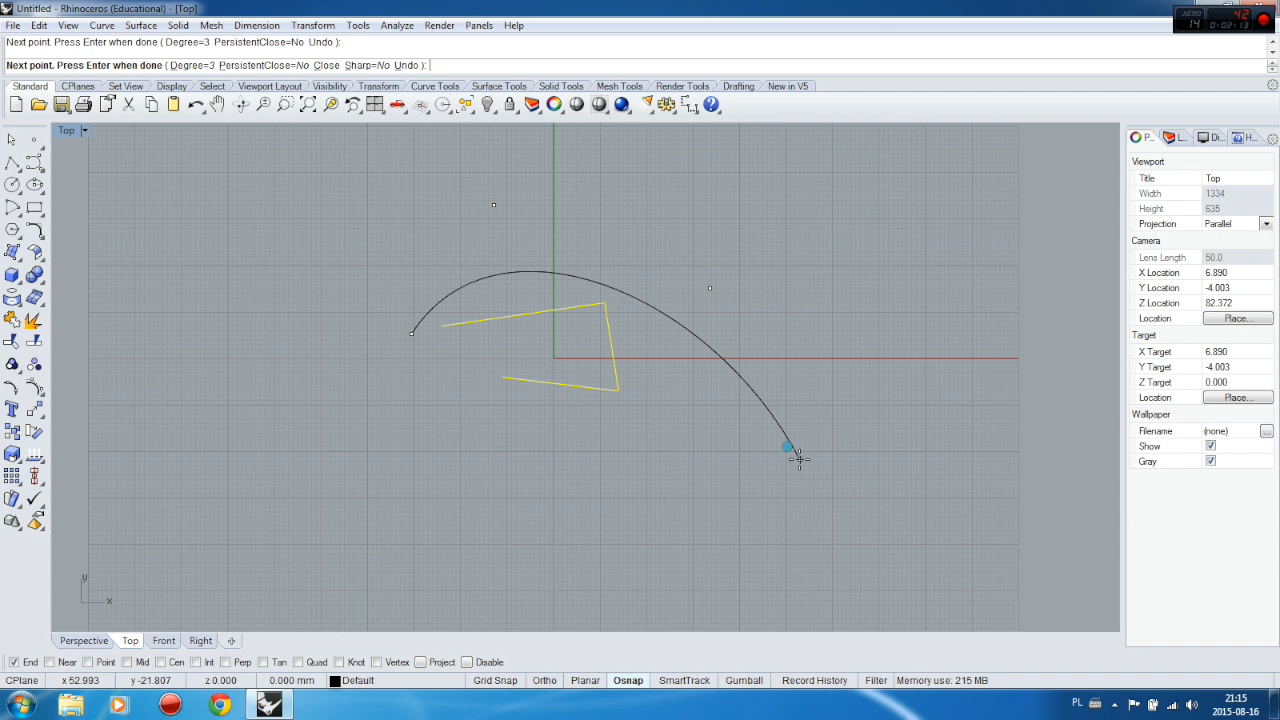 Untitled - Rhinoceros (Educational) - [Top]
AERO 14
42
0:02:13
File Edit View Curve Surface Solid Mesh Dimension Transform Tools Analyze Render Panels Help
Next point. Press Enter when done ( Degree=3 PersistentClose=No Undo ):
Next point. Press Enter when done ( Degree=3 PersistentClose=No Close Sharp=No Undo ):
Standard CPlanes Set View Display Select Viewport Layout Visibility Transform Curve Tools Surface Tools Solid Tools Mesh Tools Render Tools Drafting New in V5
Top
P... L... Di... H...
Viewport
Title Top
Width 1334
Height 635
Projection Parallel
Camera
Lens Length 50.0
X Location 6.890
Y Location -4.003
Z Location 82.372
Location Place...
Target
X Target 6.890
Y Target -4.003
Z Target 0.000
Location Place...
Wallpaper
Filename (none) ...
Show
Gray
y
x
Perspective Top Front Right
End Near Point Mid Cen Int Perp Tan Quad Knot Vertex Project Disable
CPlane x 52.993 y -21.807 z 0.000 0.000 mm Default Grid Snap Ortho Planar Osnap SmartTrack Gumball Record History Filter Memory use: 215 MB
PL
21:15
2015-08-16